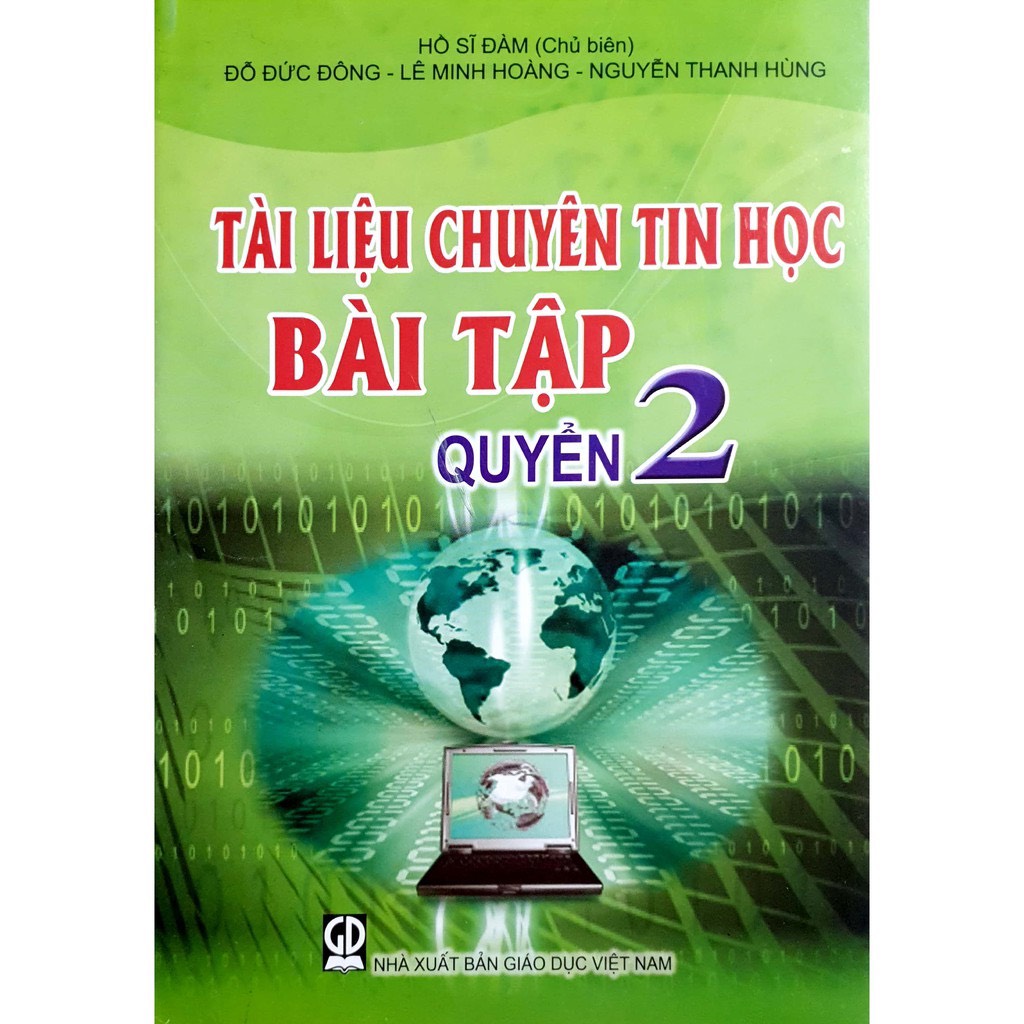 HỒ SĨ ĐÀM (Chủ biên)
ĐỖ ĐỨC ĐÔNG - LÊ MINH HOÀNG - NGUYỄN THANH HÙNG
TÀI LIỆU CHUYÊN TIN HỌC
BÀI TẬP
QUYỂN 2
GD
NHÀ XUẤT BẢN GIÁO DỤC VIỆT NAM